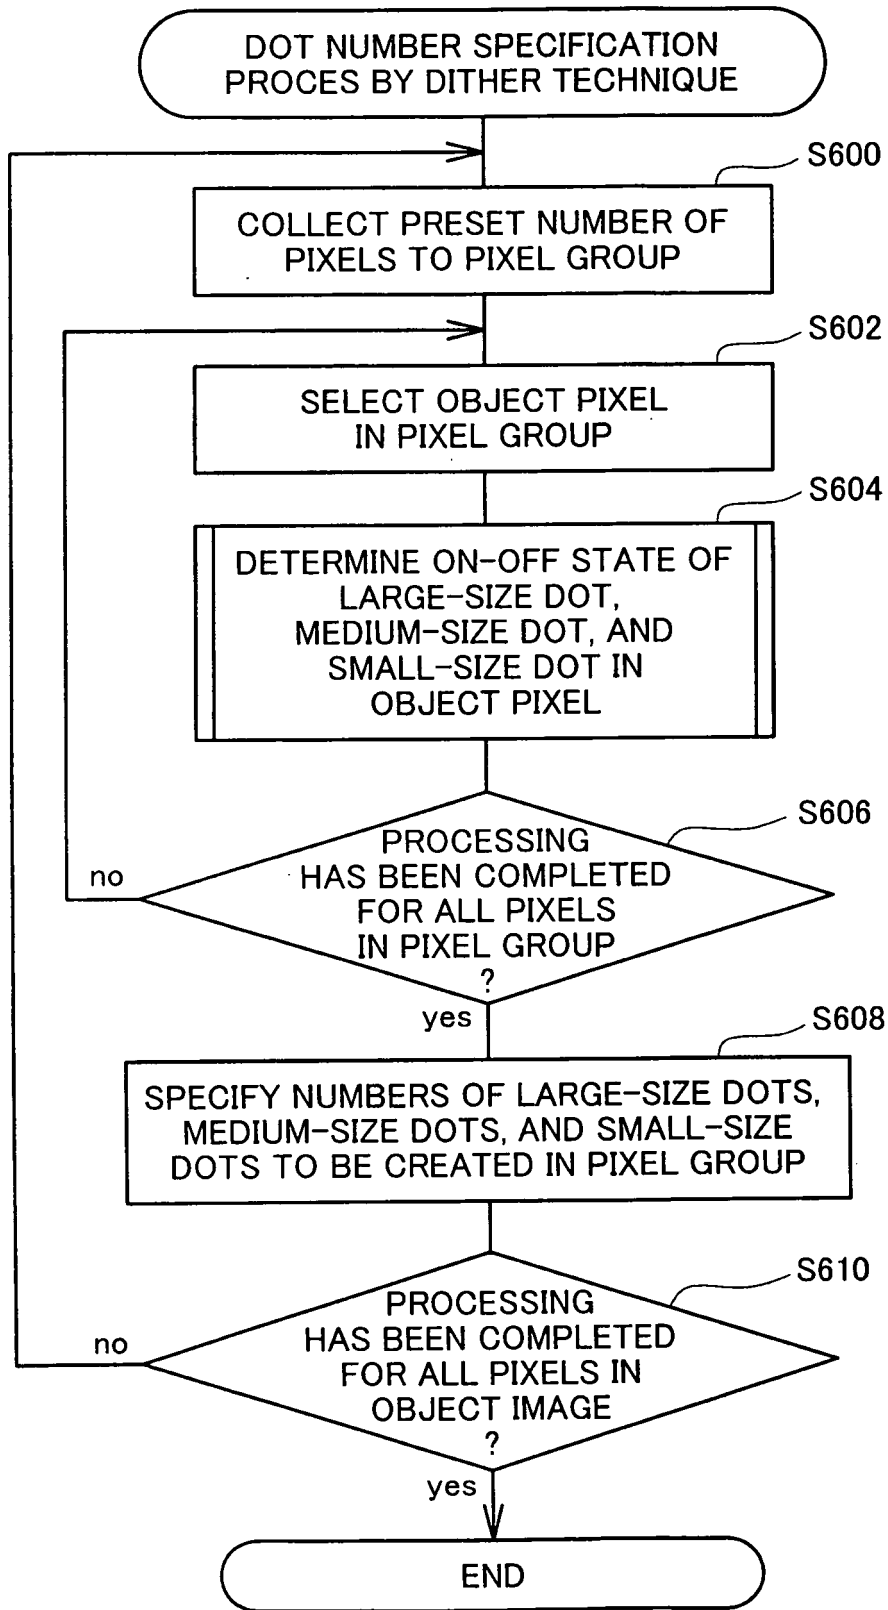 DOT NUMBER SPECIFICATION
PROCES BY DITHER TECHNIQUE
S600
COLLECT PRESET NUMBER OF
PIXELS TO PIXEL GROUP
S602
SELECT OBJECT PIXEL
IN PIXEL GROUP
S604
DETERMINE ON-OFF STATE OF
LARGE-SIZE DOT,
MEDIUM-SIZE DOT, AND
SMALL-SIZE DOT IN
OBJECT PIXEL
S606
PROCESSING
HAS BEEN COMPLETED
FOR ALL PIXELS
IN PIXEL GROUP
?
no
yes
S608
SPECIFY NUMBERS OF LARGE-SIZE DOTS,
MEDIUM-SIZE DOTS, AND SMALL-SIZE
DOTS TO BE CREATED IN PIXEL GROUP
S610
PROCESSING
HAS BEEN COMPLETED
FOR ALL PIXELS IN
OBJECT IMAGE
?
no
yes
END